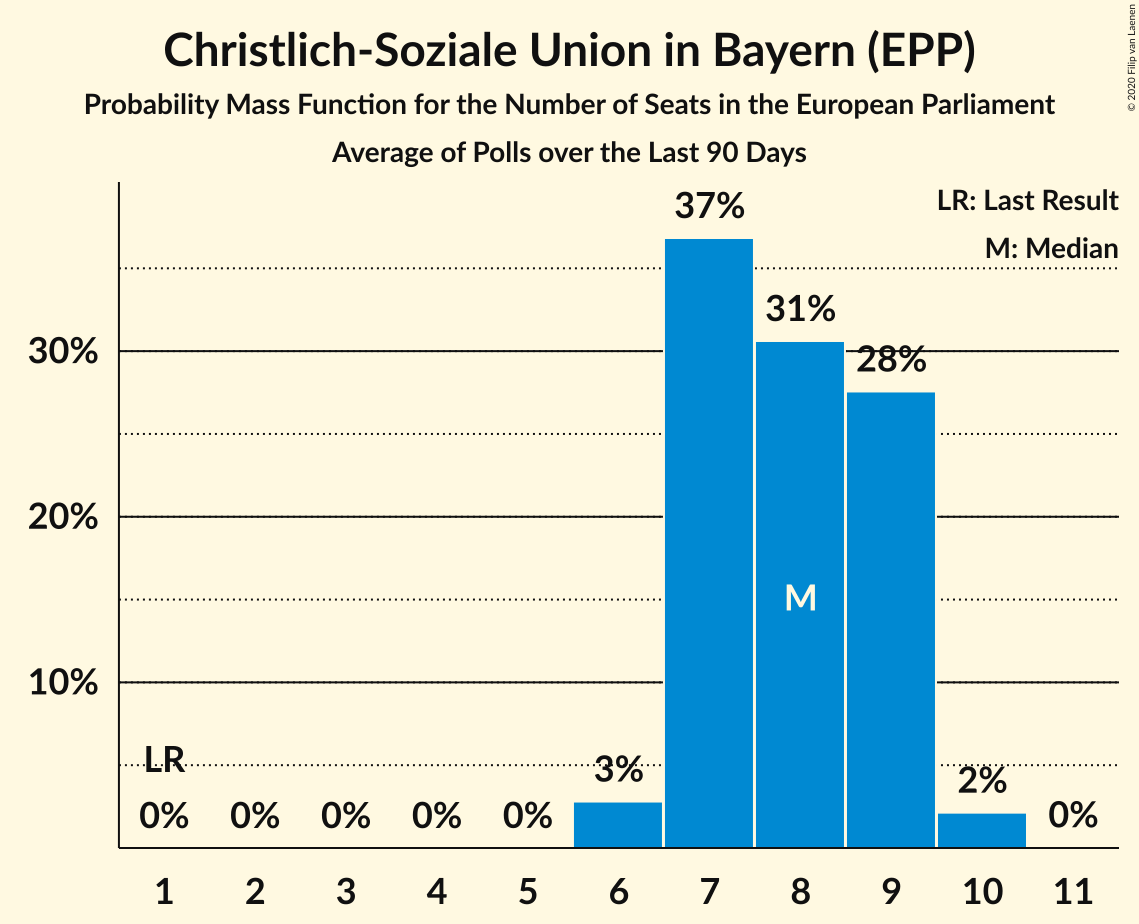 Christlich-Soziale Union in Bayern (EPP)
Probability Mass Function for the Number of Seats in the European Parliament
Average of Polls over the Last 90 Days
© 2020 Filip van Laenen
LR: Last Result
M: Median
37%
31%
28%
30%
20%
M
10%
LR
3%
2%
0% 0% 0% 0% 0% 0%
1 2 3 4 5 6 7 8 9 10 11